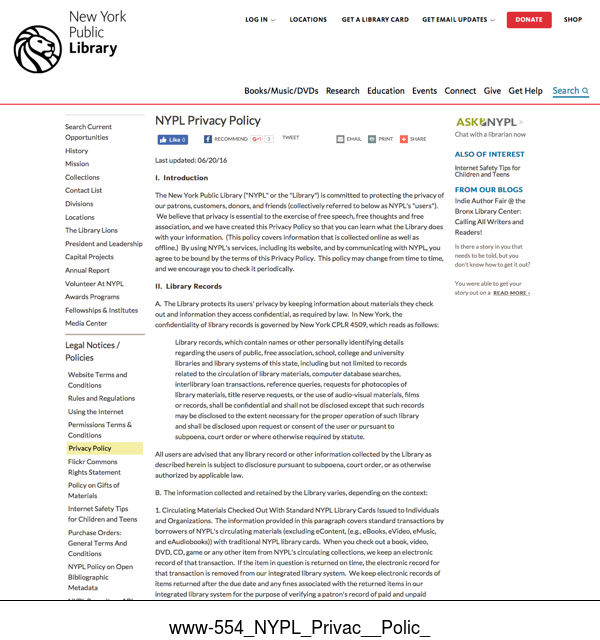 New York
Public
Library
LOG IN
LOCATIONS
GET A LIBRARY CARD
GET EMAIL UPDATES
DONATE
SHOP
Books/Music/DVDs Research Education Events Connect Give Get Help Search
Search Current
Opportunities
History
Mission
Collections
Contact List
Divisions
Locations
The Library Lions
President and Leadership
Capital Projects
Annual Report
Volunteer At NYPL
Awards Programs
Fellowships & Institutes
Media Center
Legal Notices /
Policies
Website Terms and
Conditions
Rules and Regulations
Using the Internet
Permissions Terms &
Conditions
Privacy Policy
Flickr Commons
Rights Statement
Policy on Gifts of
Materials
Internet Safety Tips
for Children and Teens
Purchase Orders:
General Terms And
Conditions
NYPL Policy on Open
Bibliographic
Metadata
NYPL Privacy Policy
Like 0
RECOMMEND
TWEET
EMAIL
PRINT
SHARE
Last updated: 06/20/16
I. Introduction
The New York Public Library ("NYPL" or the "Library") is committed to protecting the privacy of
our patrons, customers, donors, and friends (collectively referred to below as NYPL's "users").
We believe that privacy is essential to the exercise of free speech, free thoughts and free
association, and we have created this Privacy Policy so that you can learn what the Library does
with your information. (This policy covers information that is collected online as well as
offline.) By using NYPL's services, including its website, and by communicating with NYPL, you
agree to be bound by the terms of this Privacy Policy. This policy may change from time to time,
and we encourage you to check it periodically.
II. Library Records
A. The Library protects its users' privacy by keeping information about materials they check
out and information they access confidential, as required by law. In New York, the
confidentiality of library records is governed by New York CPLR 4509, which reads as follows:
Library records, which contain names or other personally identifying details
regarding the users of public, free association, school, college and university
libraries and library systems of this state, including but not limited to records
related to the circulation of library materials, computer database searches,
interlibrary loan transactions, reference queries, requests for photocopies of
library materials, title reserve requests, or the use of audio-visual materials, films
or records, shall be confidential and shall not be disclosed except that such records
may be disclosed to the extent necessary for the proper operation of such library
and shall be disclosed upon request or consent of the user or pursuant to
subpoena, court order or where otherwise required by statute.
All users are advised that any library record or other information collected by the Library as
described herein is subject to disclosure pursuant to subpoena, court order, or as otherwise
authorized by applicable law.
B. The information collected and retained by the Library varies, depending on the context:
1. Circulating Materials Checked Out With Standard NYPL Library Cards Issued to Individuals
and Organizations. The information provided in this paragraph covers standard transactions by
borrowers of NYPL's circulating materials (excluding eContent, (e.g., eBooks, eVideo, eMusic,
and eAudiobooks)) with traditional NYPL library cards. When you check out a book, video,
DVD, CD, game or any other item from NYPL's circulating collections, we keep an electronic
record of that transaction. If the item in question is returned on time, the electronic record for
that transaction is removed from our integrated library system. We keep electronic records of
items returned after the due date and any fines associated with the returned items in our
integrated library system for the purpose of verifying a patron's record of paid and unpaid
ASK NYPL >
Chat with a librarian now
ALSO OF INTEREST
Internet Safety Tips for
Children and Teens
FROM OUR BLOGS
Indie Author Fair @ the
Bronx Library Center:
Calling All Writers and
Readers!
Is there a story in you that
needs to be told, but you
don't know how to get it out?
You were able to get your
story out on a READ MORE ›
www-554_NYPL_Privac__Polic_